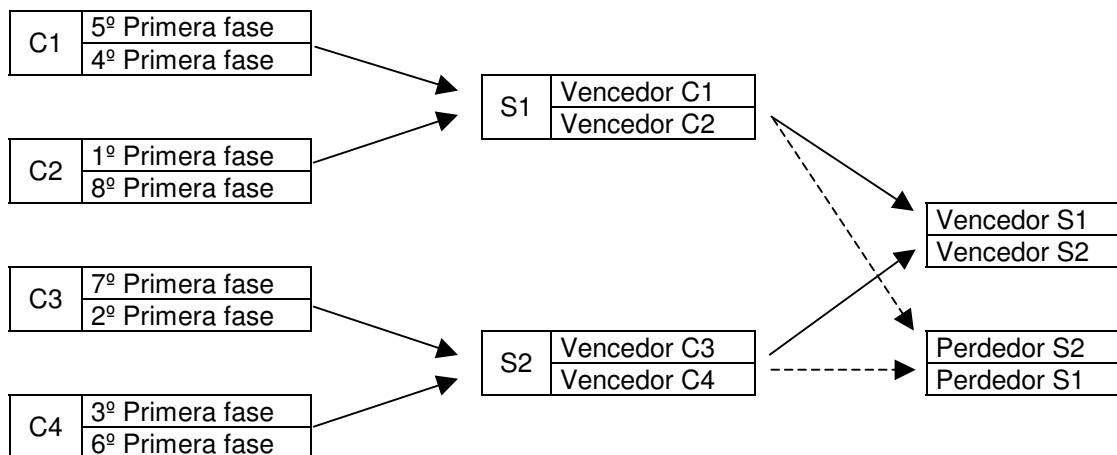 C1
5º Primera fase
4º Primera fase
C2
1º Primera fase
8º Primera fase
C3
7º Primera fase
2º Primera fase
C4
3º Primera fase
6º Primera fase
S1
Vencedor C1
Vencedor C2
S2
Vencedor C3
Vencedor C4
Vencedor S1
Vencedor S2
Perdedor S2
Perdedor S1